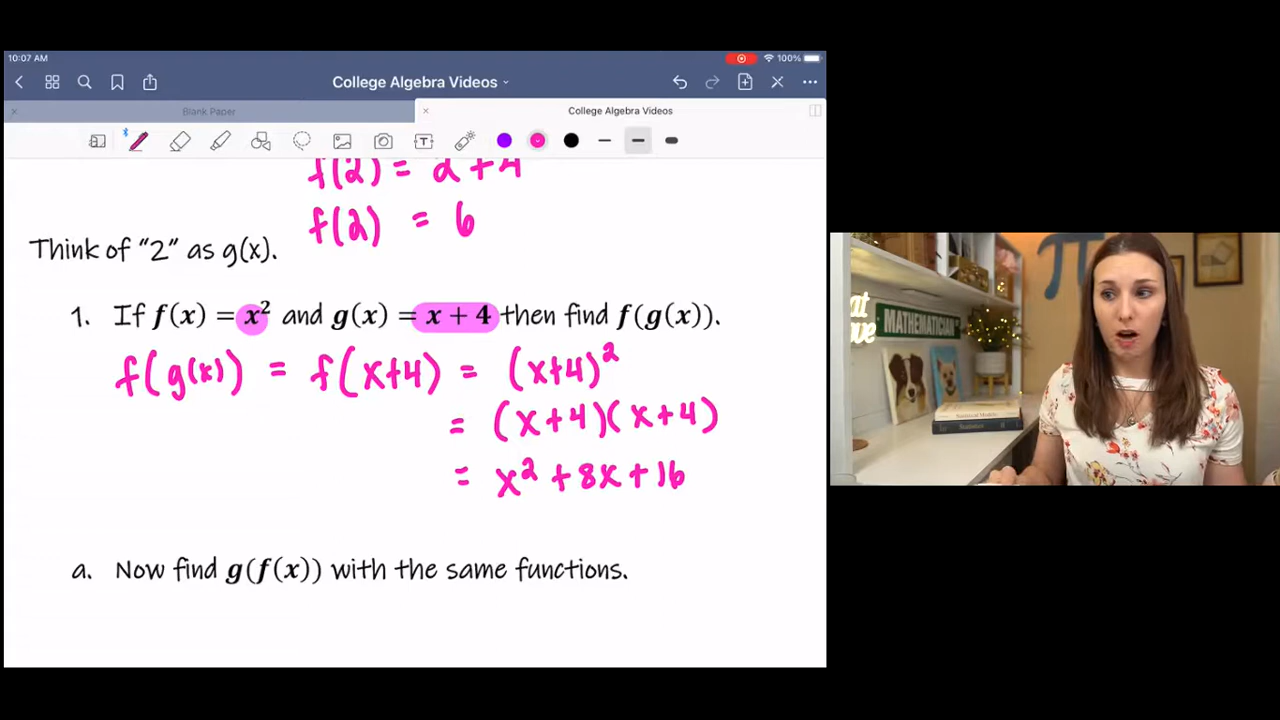 10:07 AM
100%
College Algebra Videos
Blank Paper
College Algebra Videos
f(2) = 2 + 4
f(2) = 6
Think of "2" as g(x).
1. If f(x) = x² and g(x) = x + 4 then find f(g(x)).
f(g(x)) = f(x+4) = (x+4)²
= (x+4)(x+4)
= x² + 8x + 16
a. Now find g(f(x)) with the same functions.
MATHEMATICIAN